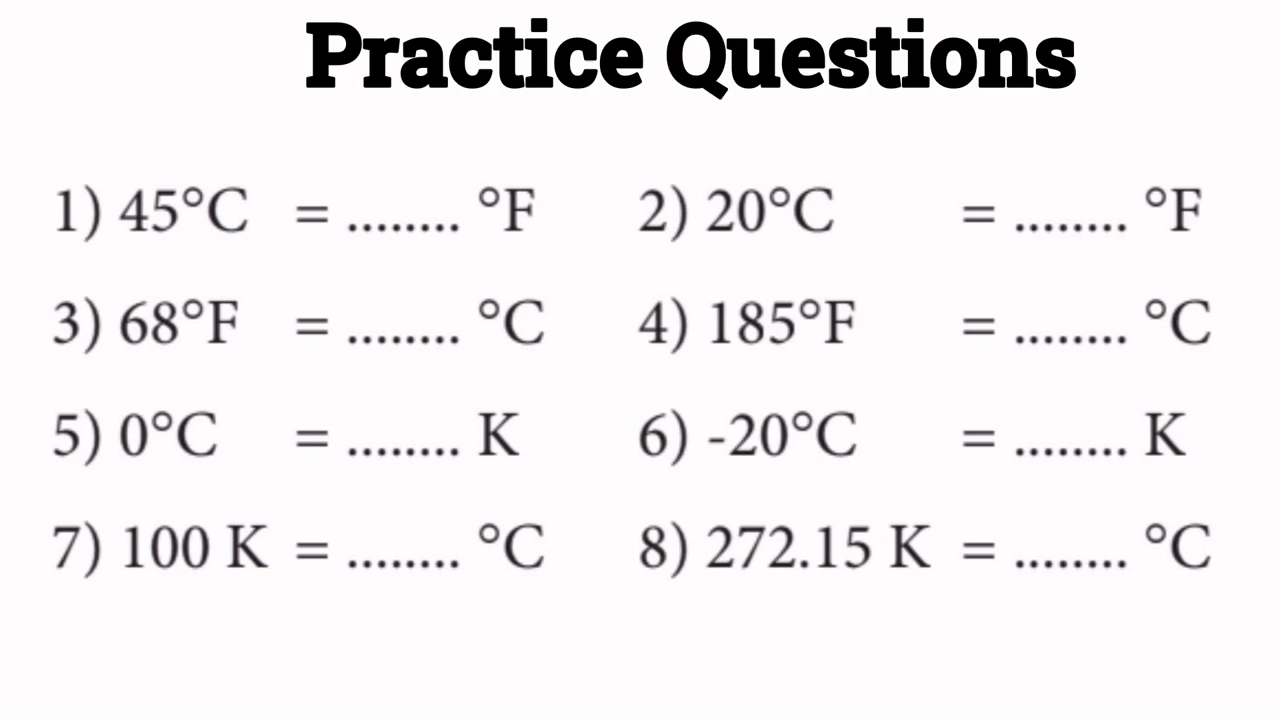 Practice Questions
1) 45°C = ........ °F 2) 20°C = ........ °F
3) 68°F = ........ °C 4) 185°F = ........ °C
5) 0°C = ........ K 6) -20°C = ........ K
7) 100 K = ........ °C 8) 272.15 K = ........ °C